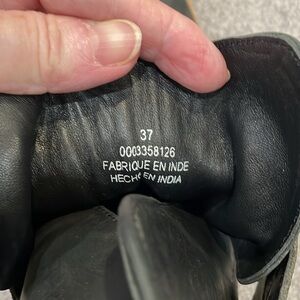 37
0003358126
FABRIQUE EN INDE
HECHO EN INDIA